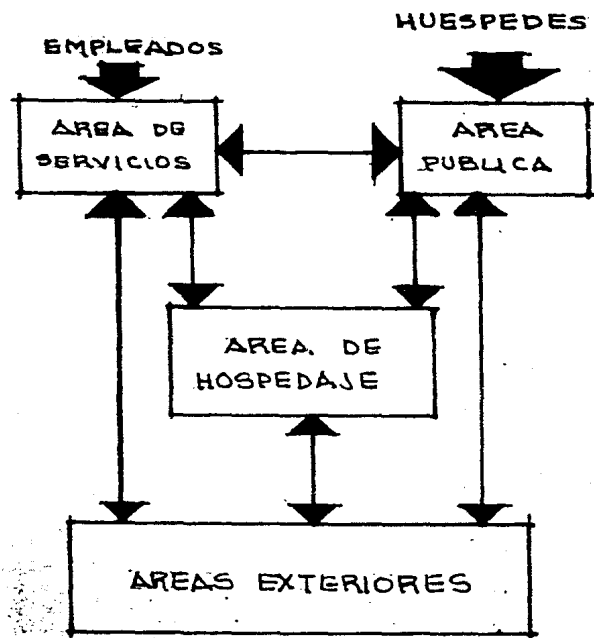 HUESPEDES
EMPLEADOS
AREA DE
SERVICIOS
AREA
PUBLICA
AREA. DE
HOSPEDAJE
AREAS EXTERIORES